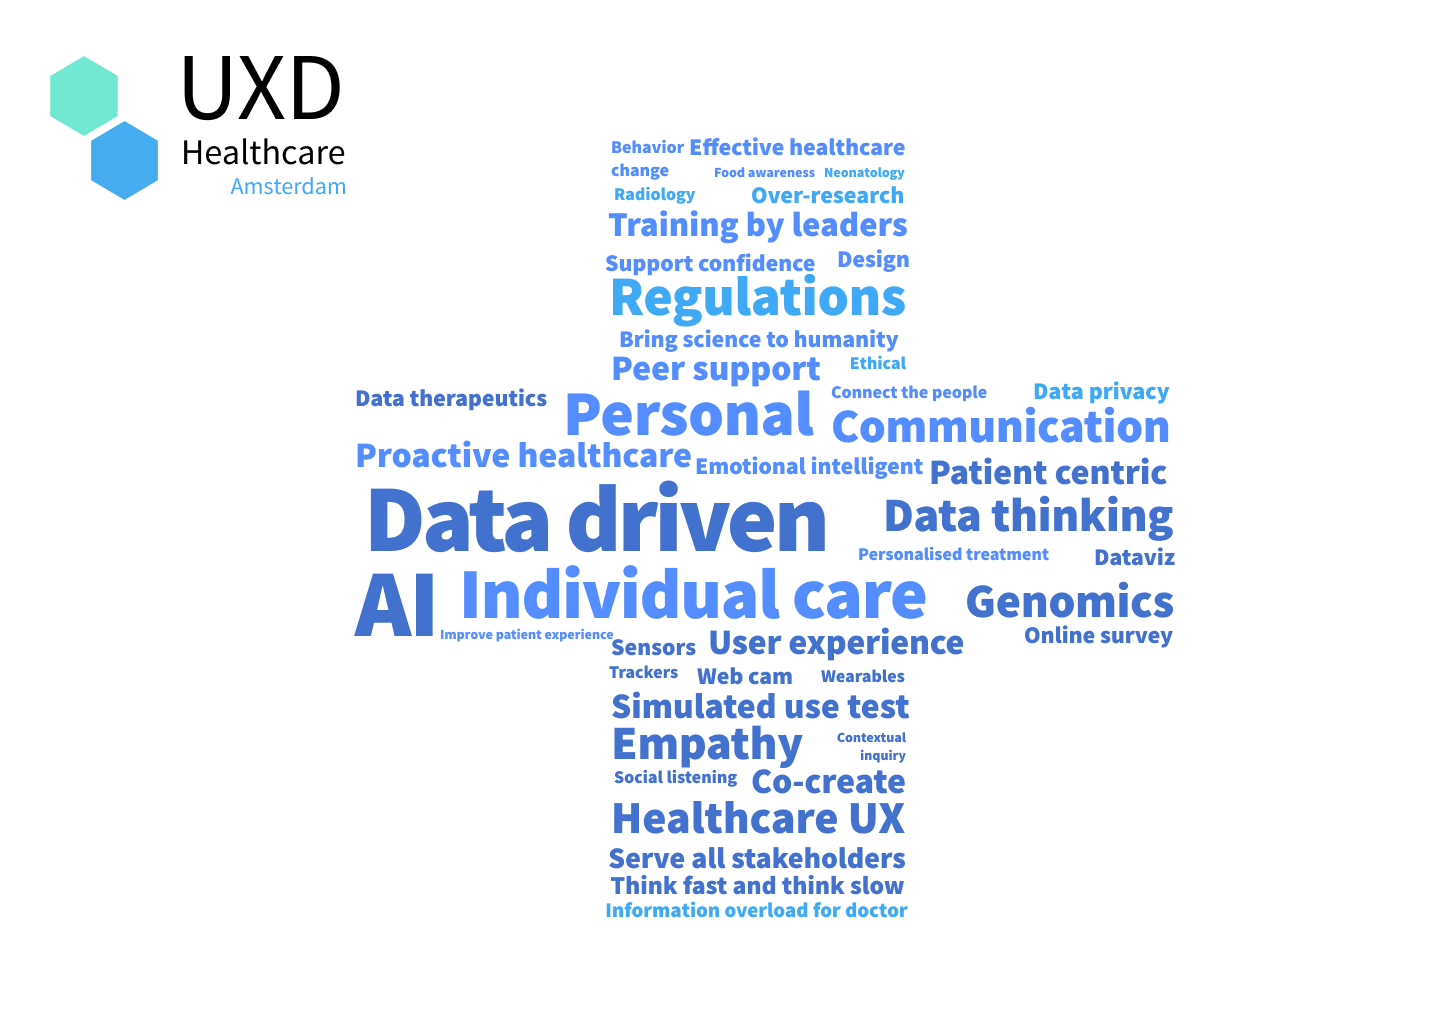 UXD
Healthcare
Amsterdam
Behavior Effective healthcare
change Food awareness Neonatology
Radiology Over-research
Training by leaders
Support confidence Design
Regulations
Bring science to humanity
Peer support Ethical
Data therapeutics Personal Connect the people Data privacy
Communication
Proactive healthcare Emotional intelligent Patient centric
Data driven Data thinking
Personalised treatment Dataviz
AI Individual care Genomics
Improve patient experience Sensors User experience Online survey
Trackers Web cam Wearables
Simulated use test
Empathy Contextual
inquiry
Social listening Co-create
Healthcare UX
Serve all stakeholders
Think fast and think slow
Information overload for doctor